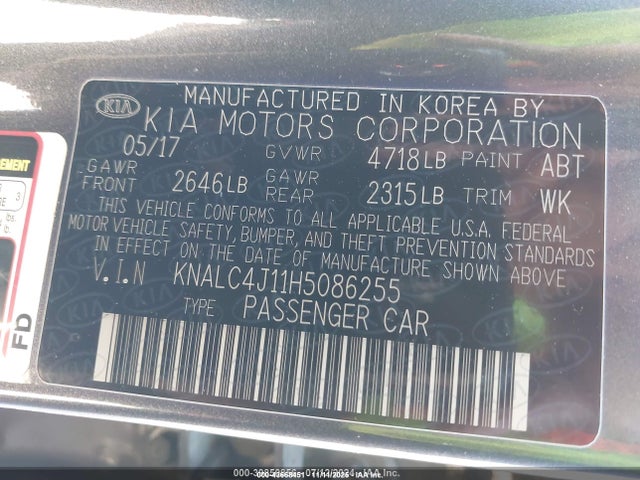 KIA
MANUFACTURED IN KOREA BY
KIA MOTORS CORPORATION
05/17 GVWR 4718LB PAINT ABT
GAWR FRONT 2646LB GAWR REAR 2315LB TRIM WK
THIS VEHICLE CONFORMS TO ALL APPLICABLE U.S.A. FEDERAL
MOTOR VEHICLE SAFETY, BUMPER, AND THEFT PREVENTION STANDARDS
IN EFFECT ON THE DATE OF MANUFACTURE SHOWN ABOVE
V.I.N KNALC4J11H5086255
TYPE PASSENGER CAR
FD